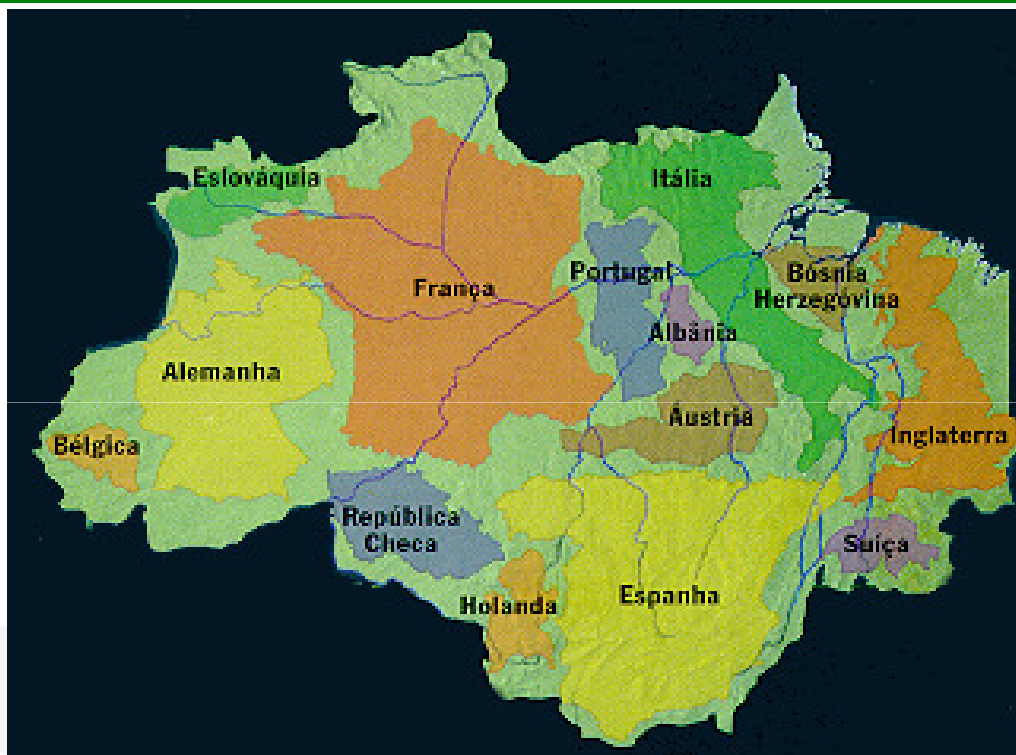 Eslováquia
Itália
França
Portugal
Bósnia
Herzegóvina
Albânia
Alemanha
Áustria
Bélgica
Inglaterra
República
Checa
Suíça
Holanda
Espanha